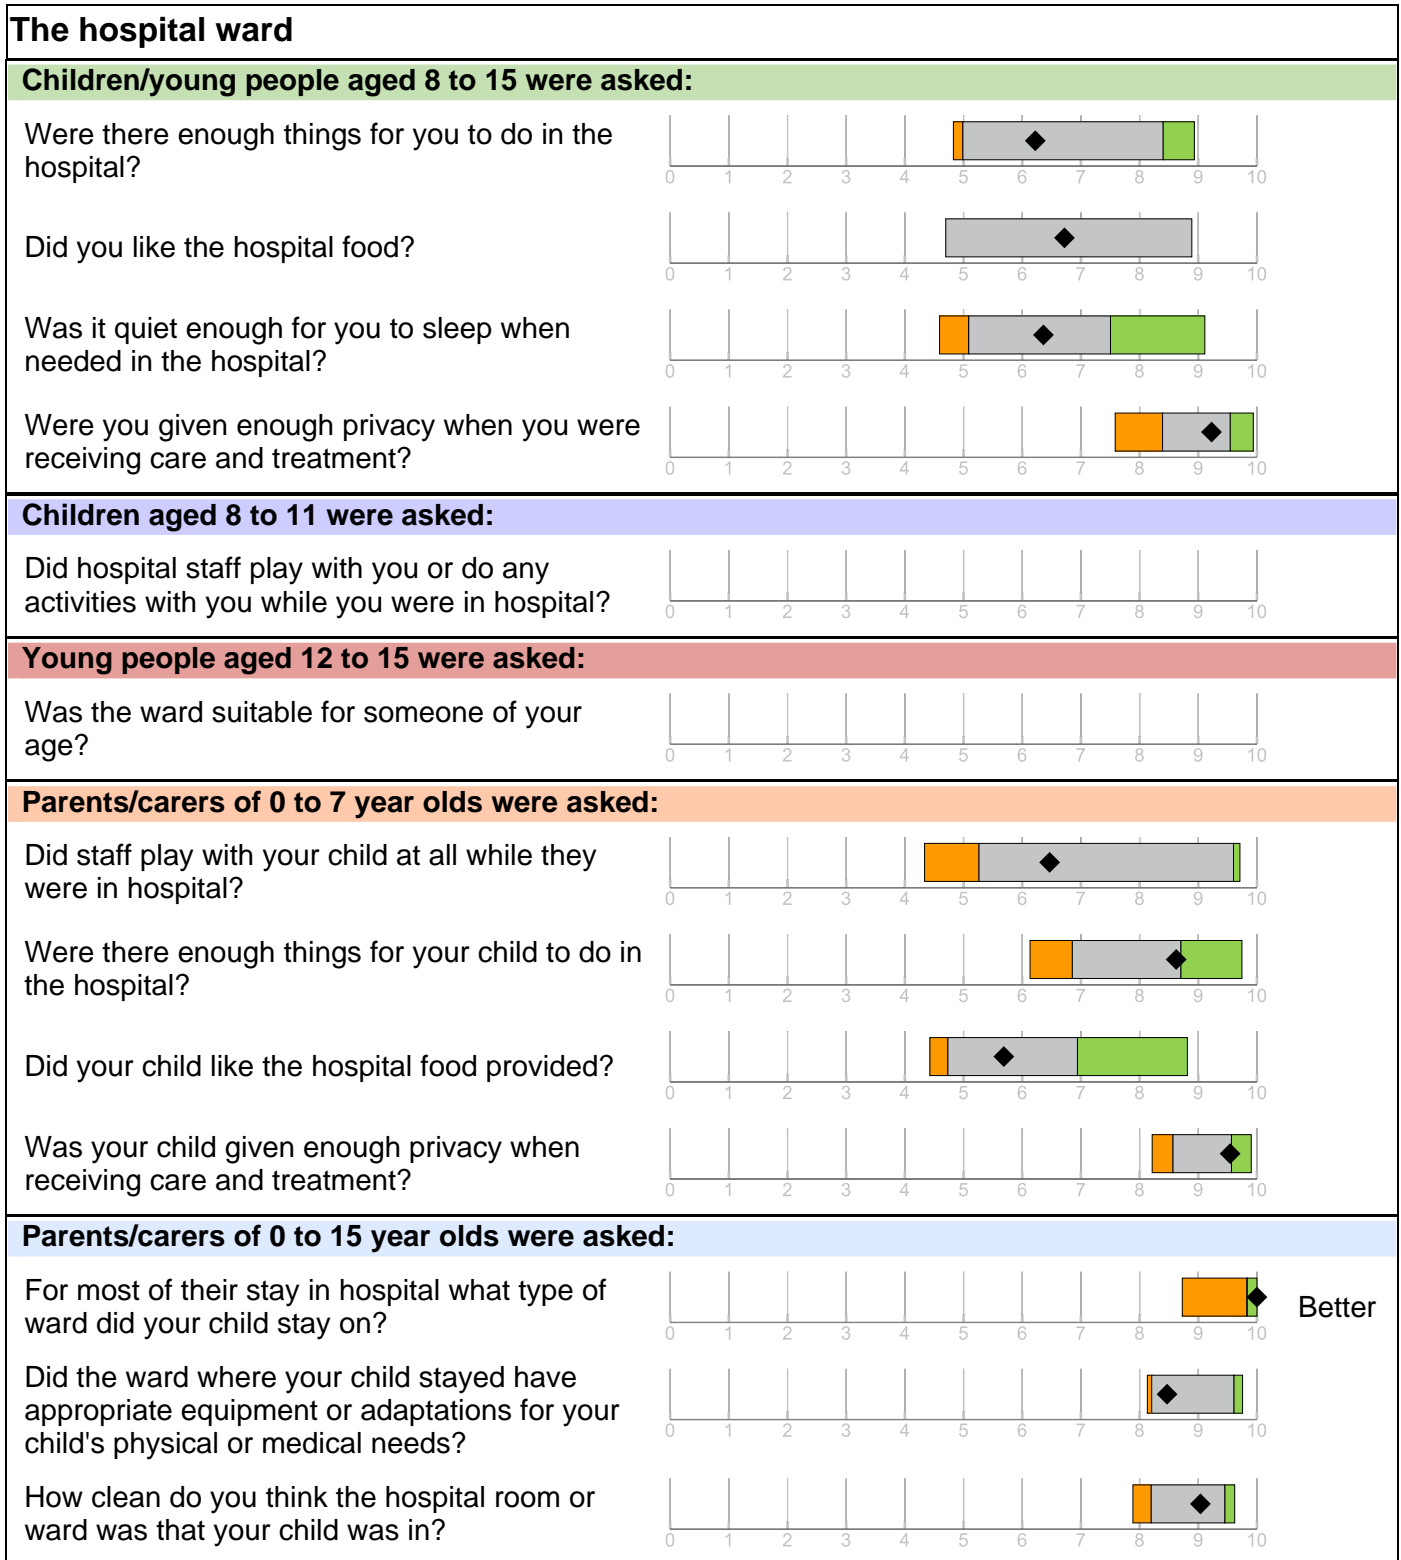 The hospital ward
Children/young people aged 8 to 15 were asked:
Were there enough things for you to do in the
hospital?
0 1 2 3 4 5 6 7 8 9 10
Did you like the hospital food?
0 1 2 3 4 5 6 7 8 9 10
Was it quiet enough for you to sleep when
needed in the hospital?
0 1 2 3 4 5 6 7 8 9 10
Were you given enough privacy when you were
receiving care and treatment?
0 1 2 3 4 5 6 7 8 9 10
Children aged 8 to 11 were asked:
Did hospital staff play with you or do any
activities with you while you were in hospital?
0 1 2 3 4 5 6 7 8 9 10
Young people aged 12 to 15 were asked:
Was the ward suitable for someone of your
age?
0 1 2 3 4 5 6 7 8 9 10
Parents/carers of 0 to 7 year olds were asked:
Did staff play with your child at all while they
were in hospital?
0 1 2 3 4 5 6 7 8 9 10
Were there enough things for your child to do in
the hospital?
0 1 2 3 4 5 6 7 8 9 10
Did your child like the hospital food provided?
0 1 2 3 4 5 6 7 8 9 10
Was your child given enough privacy when
receiving care and treatment?
0 1 2 3 4 5 6 7 8 9 10
Parents/carers of 0 to 15 year olds were asked:
For most of their stay in hospital what type of
ward did your child stay on?
Better
0 1 2 3 4 5 6 7 8 9 10
Did the ward where your child stayed have
appropriate equipment or adaptations for your
child's physical or medical needs?
0 1 2 3 4 5 6 7 8 9 10
How clean do you think the hospital room or
ward was that your child was in?
0 1 2 3 4 5 6 7 8 9 10